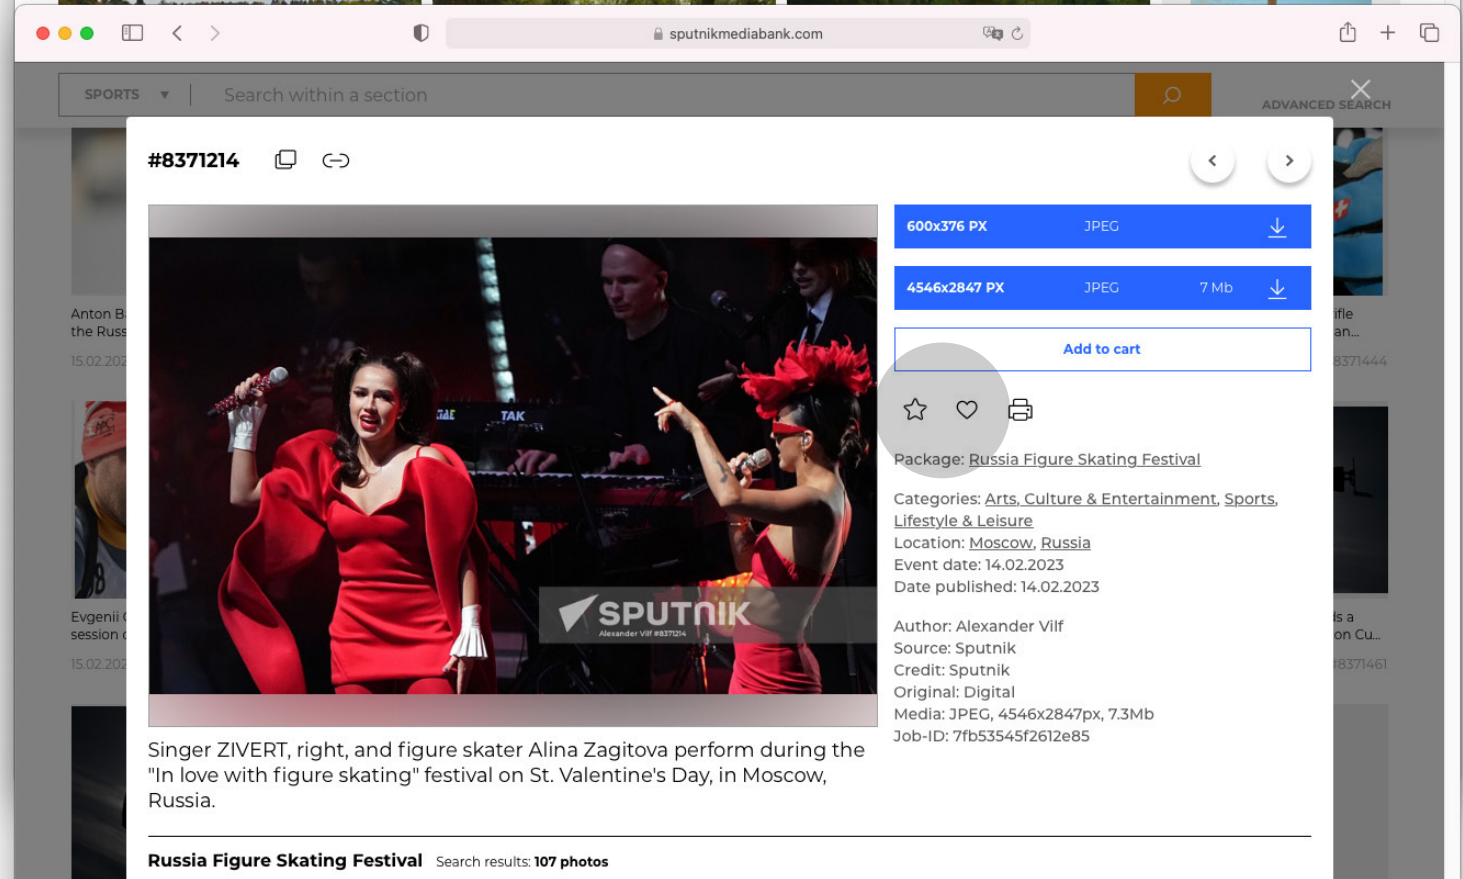 sputnikmediabank.com
SPORTS
Search within a section
ADVANCED SEARCH
#8371214
600x376 PX JPEG
4546x2847 PX JPEG 7 Mb
Add to cart
Package: Russia Figure Skating Festival
Categories: Arts, Culture & Entertainment, Sports,
Lifestyle & Leisure
Location: Moscow, Russia
Event date: 14.02.2023
Date published: 14.02.2023
Author: Alexander Vilf
Source: Sputnik
Credit: Sputnik
Original: Digital
Media: JPEG, 4546x2847px, 7.3Mb
Job-ID: 7fb53545f2612e85
TAK
SPUTNIK
Alexander Vilf #8371214
Singer ZIVERT, right, and figure skater Alina Zagitova perform during the
"In love with figure skating" festival on St. Valentine's Day, in Moscow,
Russia.
Russia Figure Skating Festival Search results: 107 photos
Anton B
the Russ
15.02.202
Evgenii
session
15.02.202
ifle
an...
8371444
ds a
on Cu...
#8371461